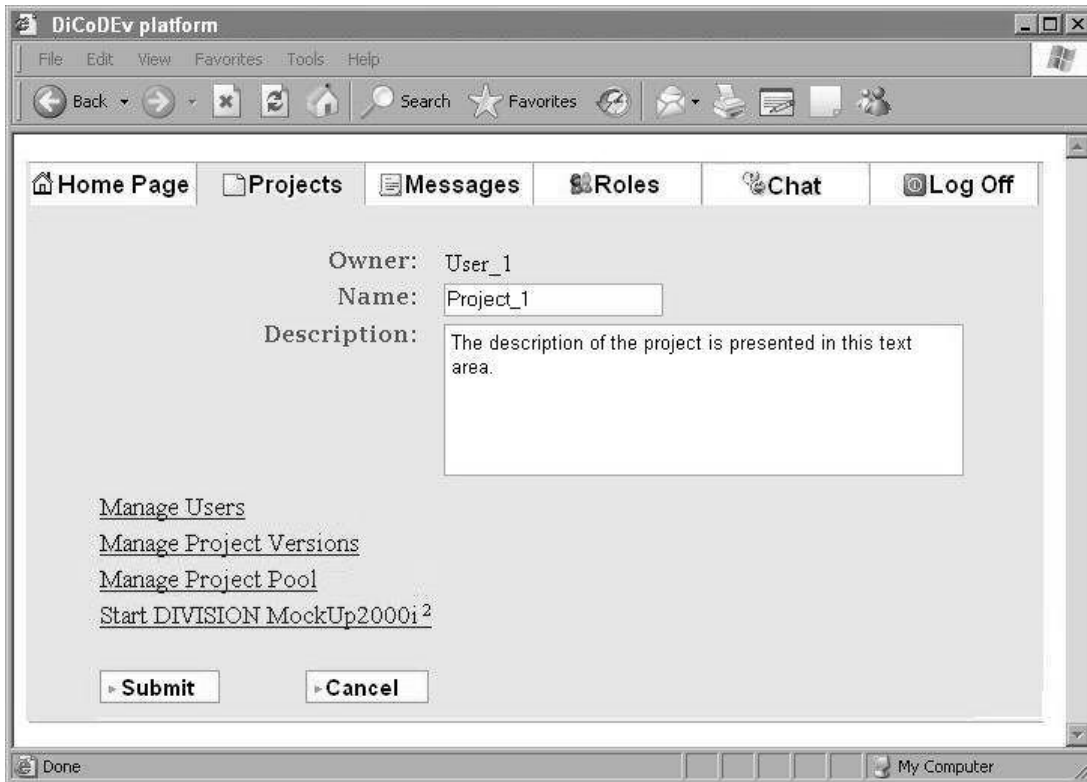 DiCoDEv platform
File Edit View Favorites Tools Help
Back Search Favorites
Home Page Projects Messages Roles Chat Log Off
Owner: User_1
Name: Project_1
Description: The description of the project is presented in this text
area.
Manage Users
Manage Project Versions
Manage Project Pool
Start DIVISION MockUp2000i²
Submit Cancel
Done My Computer